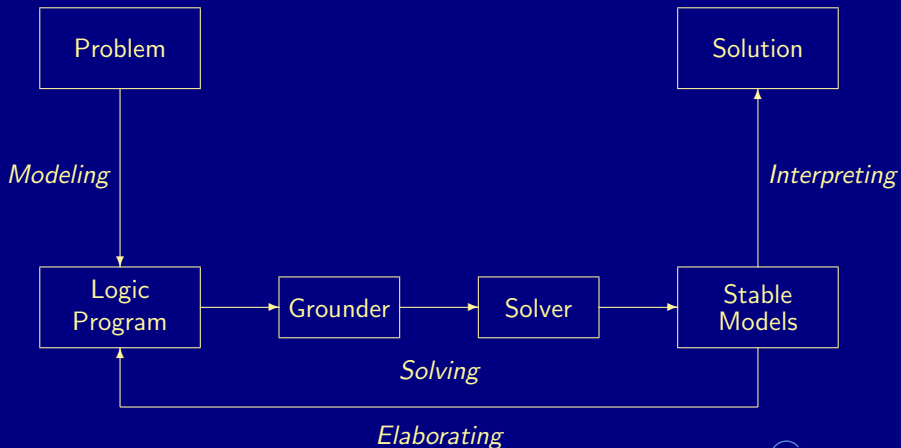 Problem
Solution
Modeling
Interpreting
Logic
Program
Grounder
Solver
Stable
Models
Solving
Elaborating